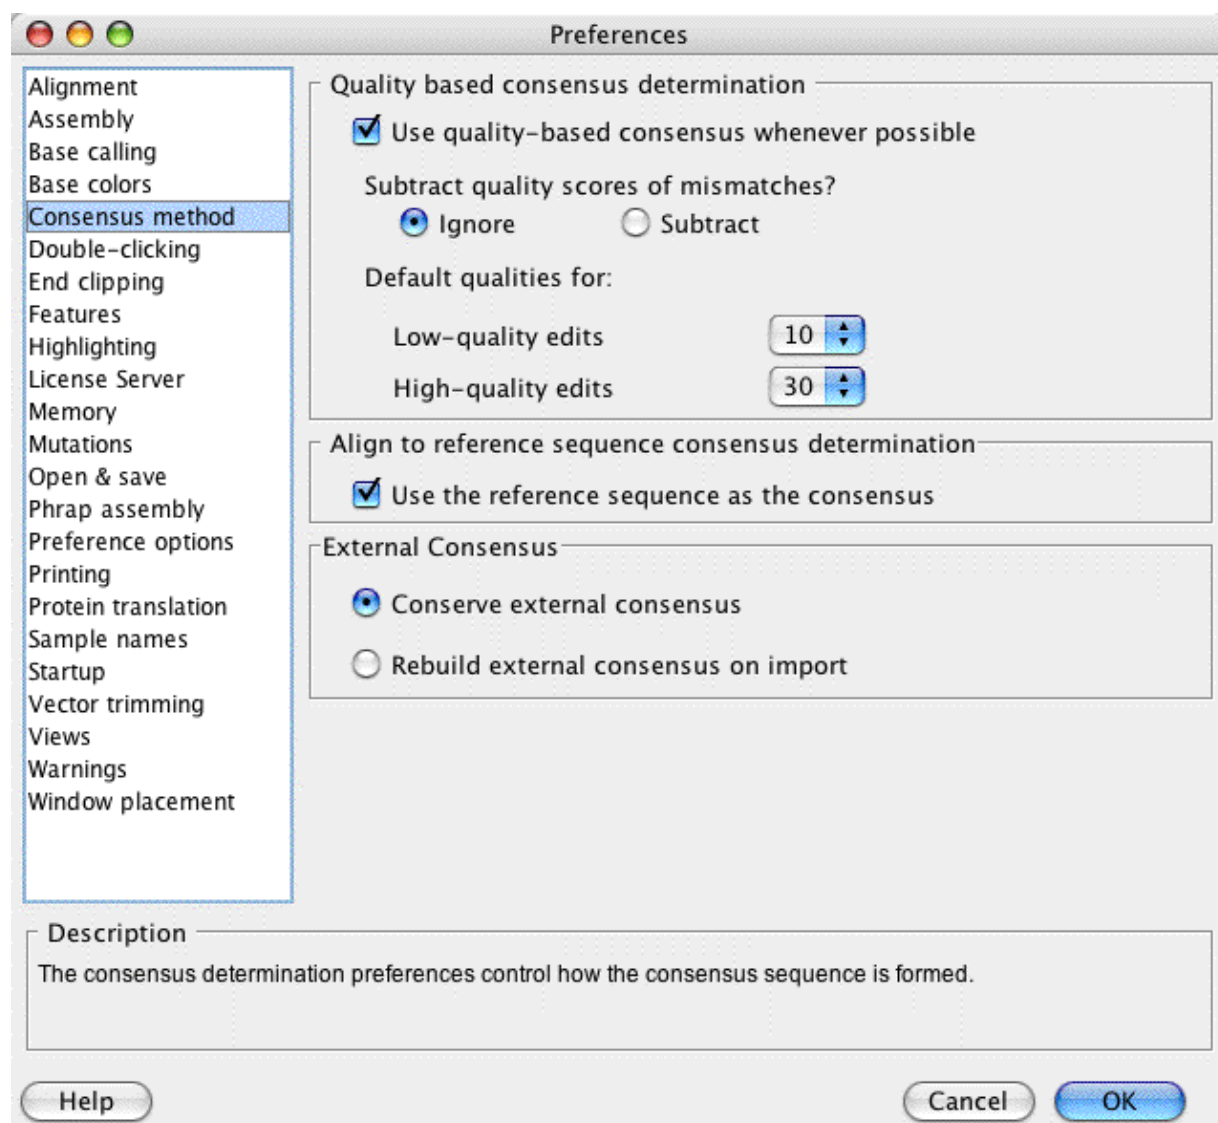 Preferences
Alignment
Assembly
Base calling
Base colors
Consensus method
Double-clicking
End clipping
Features
Highlighting
License Server
Memory
Mutations
Open & save
Phrap assembly
Preference options
Printing
Protein translation
Sample names
Startup
Vector trimming
Views
Warnings
Window placement
Quality based consensus determination
Use quality-based consensus whenever possible
Subtract quality scores of mismatches?
Ignore Subtract
Default qualities for:
Low-quality edits 10
High-quality edits 30
Align to reference sequence consensus determination
Use the reference sequence as the consensus
External Consensus
Conserve external consensus
Rebuild external consensus on import
Description
The consensus determination preferences control how the consensus sequence is formed.
Help Cancel OK